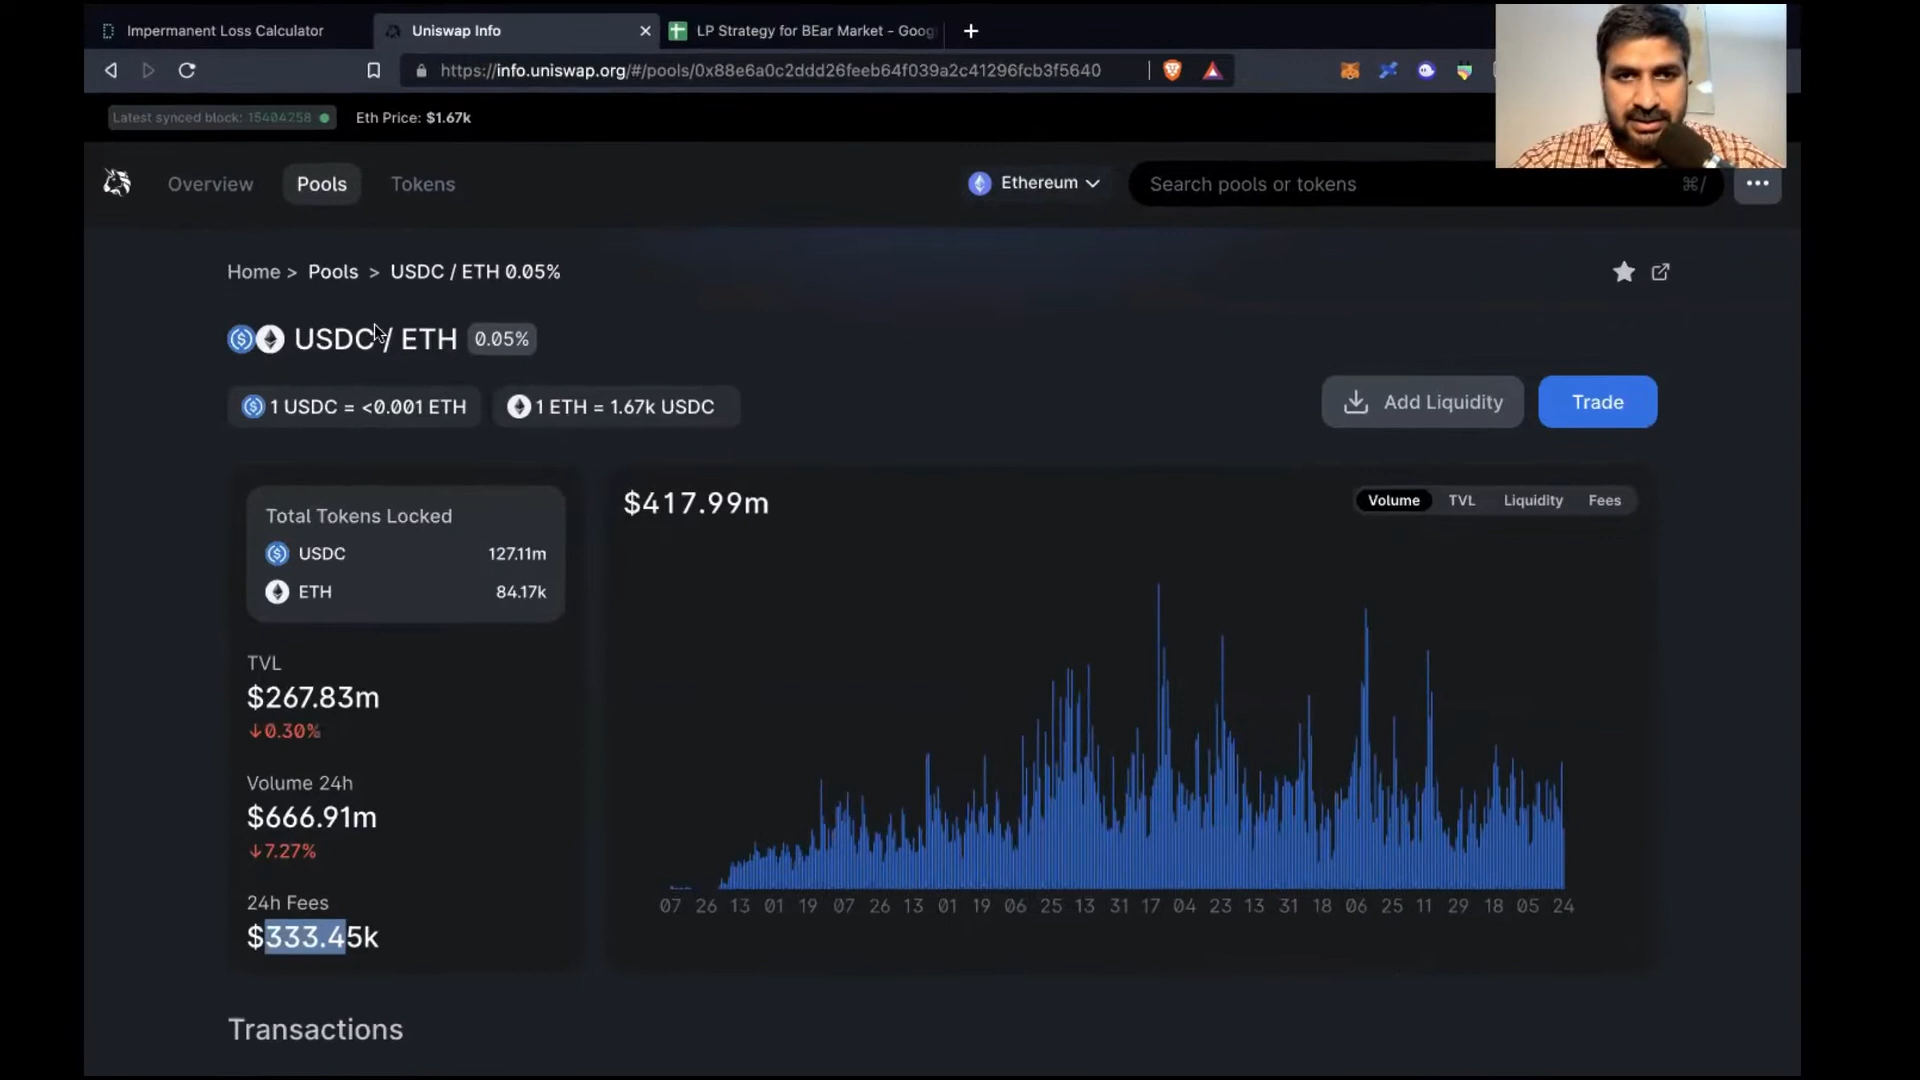 Impermanent Loss Calculator
Uniswap Info
LP Strategy for BEar Market - Goog
https://info.uniswap.org/#/pools/0x88e6a0c2ddd26feeb64f039a2c41296fcb3f5640
Latest synced block: 15404258
Eth Price: $1.67k
Overview
Pools
Tokens
Ethereum
Search pools or tokens
⌘/
Home > Pools > USDC / ETH 0.05%
USDC / ETH 0.05%
1 USDC = <0.001 ETH
1 ETH = 1.67k USDC
Add Liquidity
Trade
Total Tokens Locked
USDC 127.11m
ETH 84.17k
TVL
$267.83m
↓0.30%
Volume 24h
$666.91m
↓7.27%
24h Fees
$333.45k
$417.99m
Volume TVL Liquidity Fees
07 26 13 01 19 07 26 13 01 19 06 25 13 31 17 04 23 13 31 18 06 25 11 29 18 05 24
Transactions